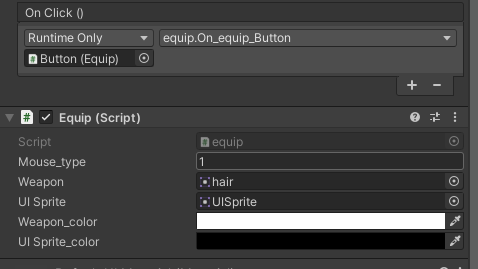 On Click ()
Runtime Only equip.On_equip_Button
# Button (Equip)
+ −
# Equip (Script)
Script # equip
Mouse_type 1
Weapon hair
UI Sprite UISprite
Weapon_color
UI Sprite_color